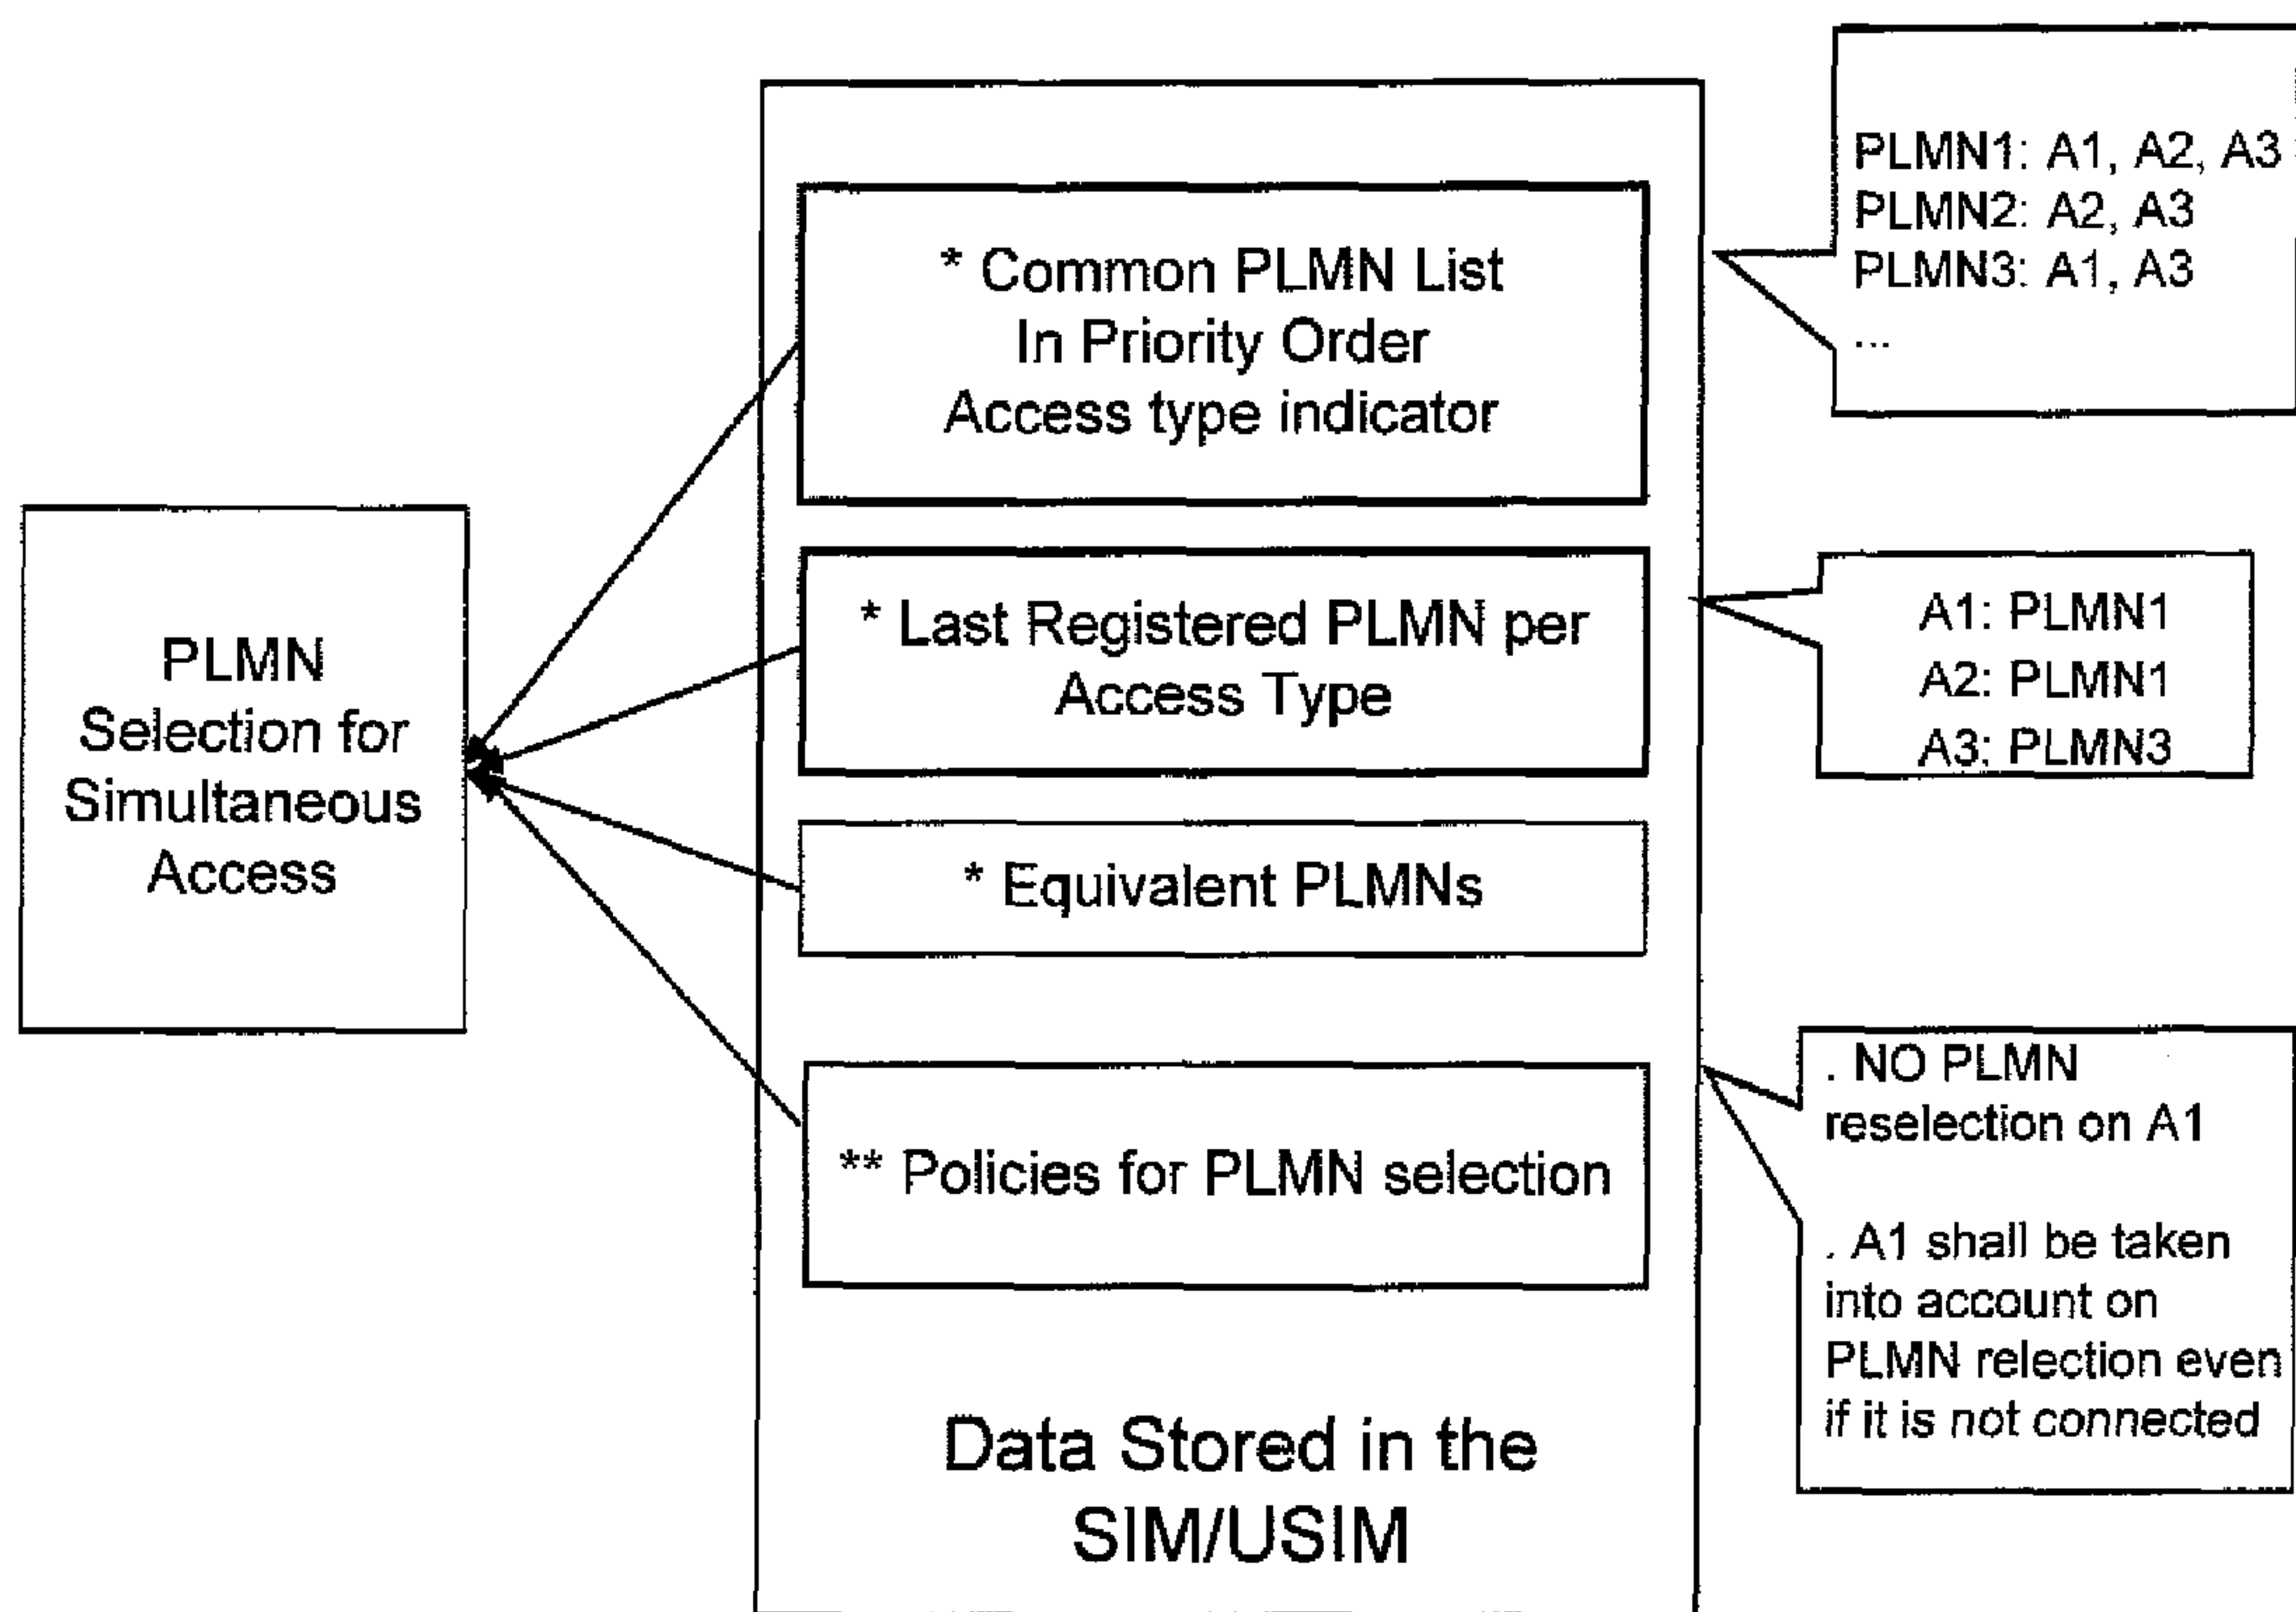 PLMN
Selection for
Simultaneous
Access
* Common PLMN List
In Priority Order
Access type indicator
* Last Registered PLMN per
Access Type
* Equivalent PLMNs
** Policies for PLMN selection
Data Stored in the
SIM/USIM
PLMN1: A1, A2, A3
PLMN2: A2, A3
PLMN3: A1, A3
...
A1: PLMN1
A2: PLMN1
A3: PLMN3
. NO PLMN
reselection on A1
. A1 shall be taken
into account on
PLMN relection even
if it is not connected